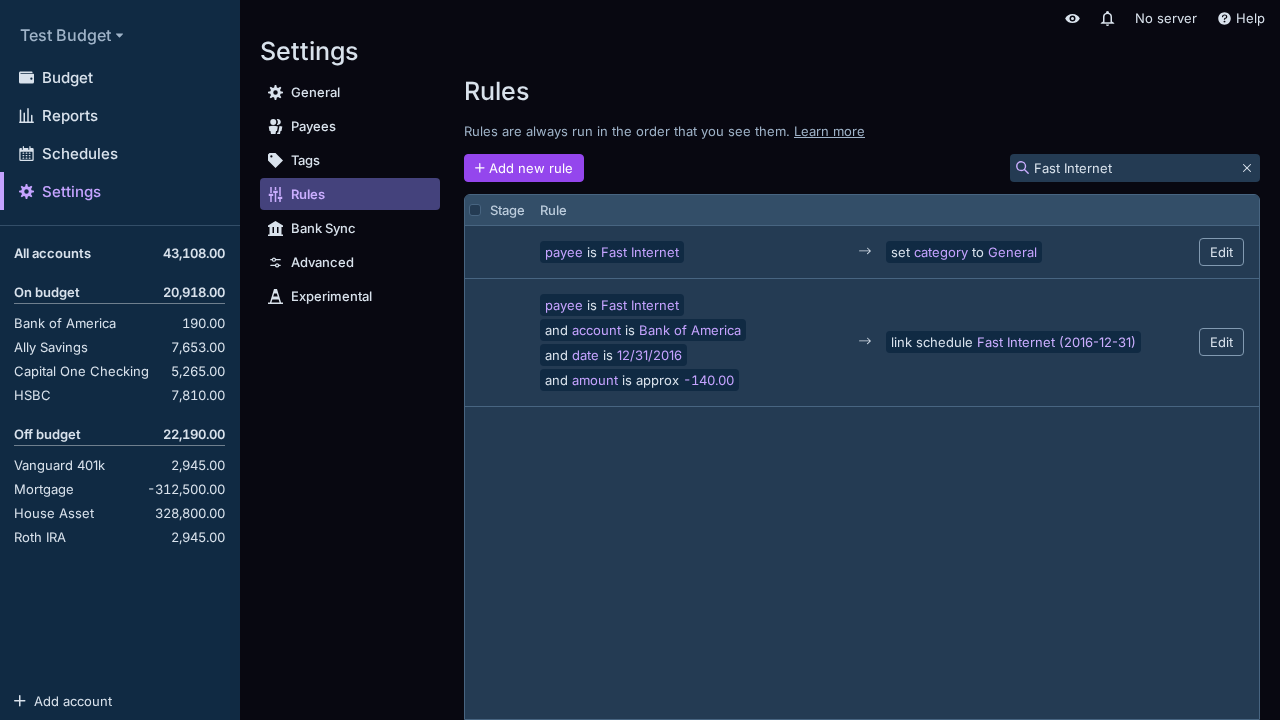 Test Budget
Budget
Reports
Schedules
Settings
All accounts 43,108.00
On budget 20,918.00
Bank of America 190.00
Ally Savings 7,653.00
Capital One Checking 5,265.00
HSBC 7,810.00
Off budget 22,190.00
Vanguard 401k 2,945.00
Mortgage -312,500.00
House Asset 328,800.00
Roth IRA 2,945.00
Add account
No server Help
Settings
General
Payees
Tags
Rules
Bank Sync
Advanced
Experimental
Rules
Rules are always run in the order that you see them. Learn more
Add new rule
Fast Internet
Stage Rule
payee is Fast Internet → set category to General Edit
payee is Fast Internet
and account is Bank of America
and date is 12/31/2016
and amount is approx -140.00
→ link schedule Fast Internet (2016-12-31) Edit